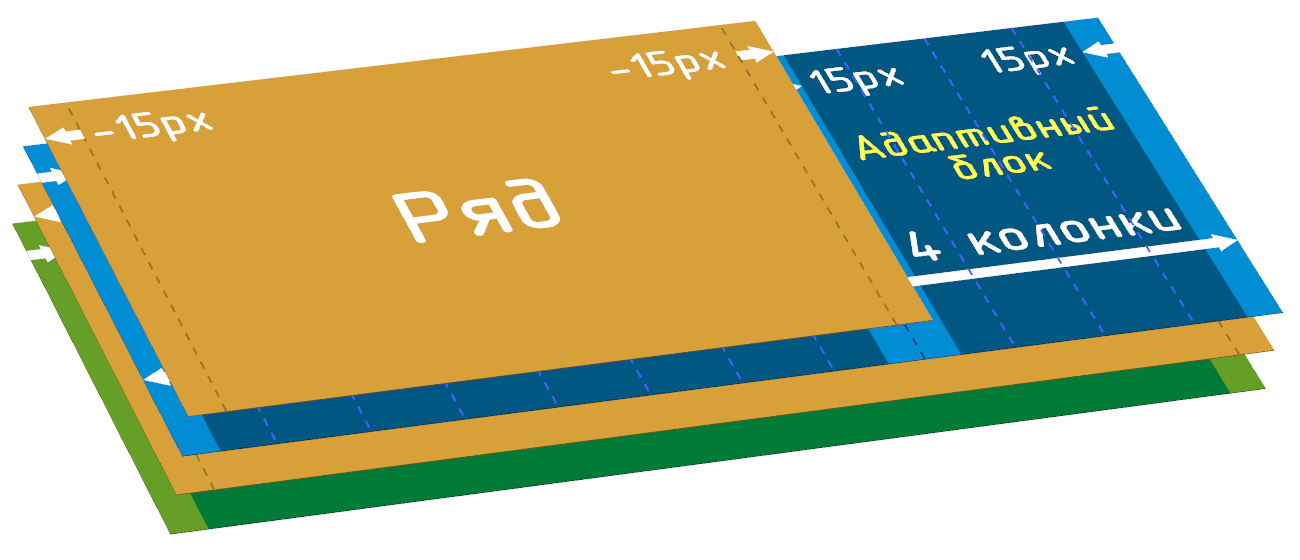 -15px
-15px
15px
15px
Адаптивный
блок
Ряд
4 колонки